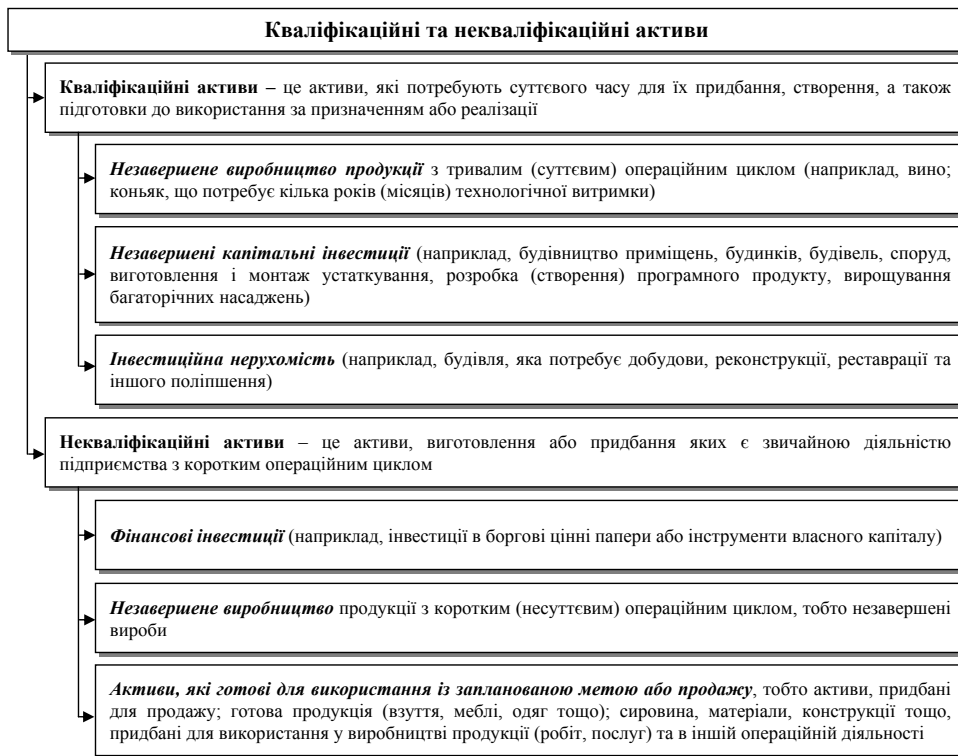 Кваліфікаційні та некваліфікаційні активи
Кваліфікаційні активи – це активи, які потребують суттєвого часу для їх придбання, створення, а також
підготовки до використання за призначенням або реалізації
Незавершене виробництво продукції з тривалим (суттєвим) операційним циклом (наприклад, вино;
коньяк, що потребує кілька років (місяців) технологічної витримки)
Незавершені капітальні інвестиції (наприклад, будівництво приміщень, будинків, будівель, споруд,
виготовлення і монтаж устаткування, розробка (створення) програмного продукту, вирощування
багаторічних насаджень)
Інвестиційна нерухомість (наприклад, будівля, яка потребує добудови, реконструкції, реставрації та
іншого поліпшення)
Некваліфікаційні активи – це активи, виготовлення або придбання яких є звичайною діяльністю
підприємства з коротким операційним циклом
Фінансові інвестиції (наприклад, інвестиції в боргові цінні папери або інструменти власного капіталу)
Незавершене виробництво продукції з коротким (несуттєвим) операційним циклом, тобто незавершені
вироби
Активи, які готові для використання із запланованою метою або продажу, тобто активи, придбані
для продажу; готова продукція (взуття, меблі, одяг тощо); сировина, матеріали, конструкції тощо,
придбані для використання у виробництві продукції (робіт, послуг) та в іншій операційній діяльності